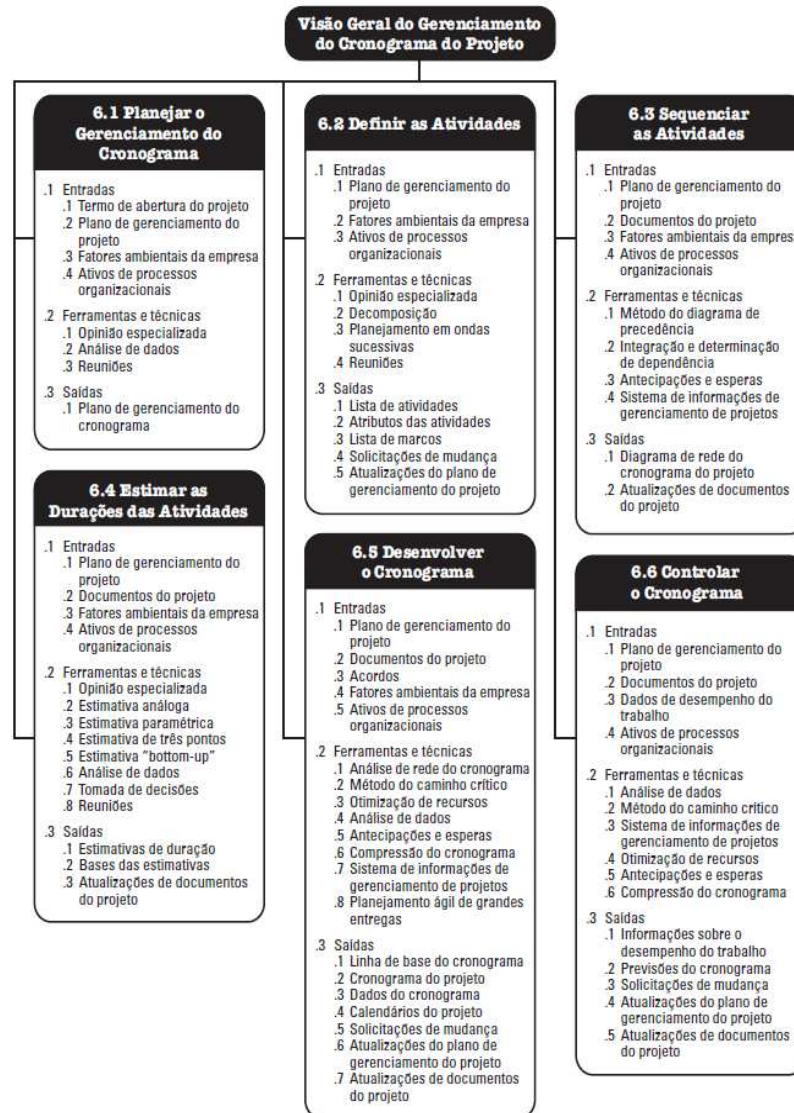 Visão Geral do Gerenciamento
do Cronograma do Projeto
6.1 Planejar o
Gerenciamento do
Cronograma
.1 Entradas
.1 Termo de abertura do projeto
.2 Plano de gerenciamento do
projeto
.3 Fatores ambientais da empresa
.4 Ativos de processos
organizacionais
.2 Ferramentas e técnicas
.1 Opinião especializada
.2 Análise de dados
.3 Reuniões
.3 Saídas
.1 Plano de gerenciamento do
cronograma
6.2 Definir as Atividades
.1 Entradas
.1 Plano de gerenciamento do
projeto
.2 Fatores ambientais da empresa
.3 Ativos de processos
organizacionais
.2 Ferramentas e técnicas
.1 Opinião especializada
.2 Decomposição
.3 Planejamento em ondas
sucessivas
.4 Reuniões
.3 Saídas
.1 Lista de atividades
.2 Atributos das atividades
.3 Lista de marcos
.4 Solicitações de mudança
.5 Atualizações do plano de
gerenciamento do projeto
6.3 Sequenciar
as Atividades
.1 Entradas
.1 Plano de gerenciamento do
projeto
.2 Documentos do projeto
.3 Fatores ambientais da empres
.4 Ativos de processos
organizacionais
.2 Ferramentas e técnicas
.1 Método do diagrama de
precedência
.2 Integração e determinação
de dependência
.3 Antecipações e esperas
.4 Sistema de informações de
gerenciamento de projetos
.3 Saídas
.1 Diagrama de rede do
cronograma do projeto
.2 Atualizações de documentos
do projeto
6.4 Estimar as
Durações das Atividades
.1 Entradas
.1 Plano de gerenciamento do
projeto
.2 Documentos do projeto
.3 Fatores ambientais da empresa
.4 Ativos de processos
organizacionais
.2 Ferramentas e técnicas
.1 Opinião especializada
.2 Estimativa análoga
.3 Estimativa paramétrica
.4 Estimativa de três pontos
.5 Estimativa "bottom-up"
.6 Análise de dados
.7 Tomada de decisões
.8 Reuniões
.3 Saídas
.1 Estimativas de duração
.2 Bases das estimativas
.3 Atualizações de documentos
do projeto
6.5 Desenvolver
o Cronograma
.1 Entradas
.1 Plano de gerenciamento do
projeto
.2 Documentos do projeto
.3 Acordos
.4 Fatores ambientais da empresa
.5 Ativos de processos
organizacionais
.2 Ferramentas e técnicas
.1 Análise de rede do cronograma
.2 Método do caminho crítico
.3 Otimização de recursos
.4 Análise de dados
.5 Antecipações e esperas
.6 Compressão do cronograma
.7 Sistema de informações de
gerenciamento de projetos
.8 Planejamento ágil de grandes
entregas
.3 Saídas
.1 Linha de base do cronograma
.2 Cronograma do projeto
.3 Dados do cronograma
.4 Calendários do projeto
.5 Solicitações de mudança
.6 Atualizações do plano de
gerenciamento do projeto
.7 Atualizações de documentos
do projeto
6.6 Controlar
o Cronograma
.1 Entradas
.1 Plano de gerenciamento do
projeto
.2 Documentos do projeto
.3 Dados de desempenho do
trabalho
.4 Ativos de processos
organizacionais
.2 Ferramentas e técnicas
.1 Análise de dados
.2 Método do caminho crítico
.3 Sistema de informações de
gerenciamento de projetos
.4 Otimização de recursos
.5 Antecipações e esperas
.6 Compressão do cronograma
.3 Saídas
.1 Informações sobre o
desempenho do trabalho
.2 Previsões do cronograma
.3 Solicitações de mudança
.4 Atualizações do plano de
gerenciamento do projeto
.5 Atualizações de documentos
do projeto